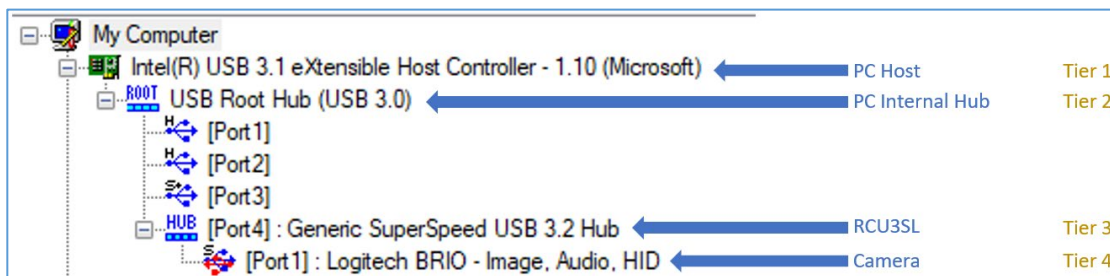 My Computer
Intel(R) USB 3.1 eXtensible Host Controller - 1.10 (Microsoft) PC Host Tier 1
ROOT USB Root Hub (USB 3.0) PC Internal Hub Tier 2
H [Port1]
H [Port2]
S+ [Port3]
HUB [Port4] : Generic SuperSpeed USB 3.2 Hub RCU3SL Tier 3
S [Port1] : Logitech BRIO - Image, Audio, HID Camera Tier 4